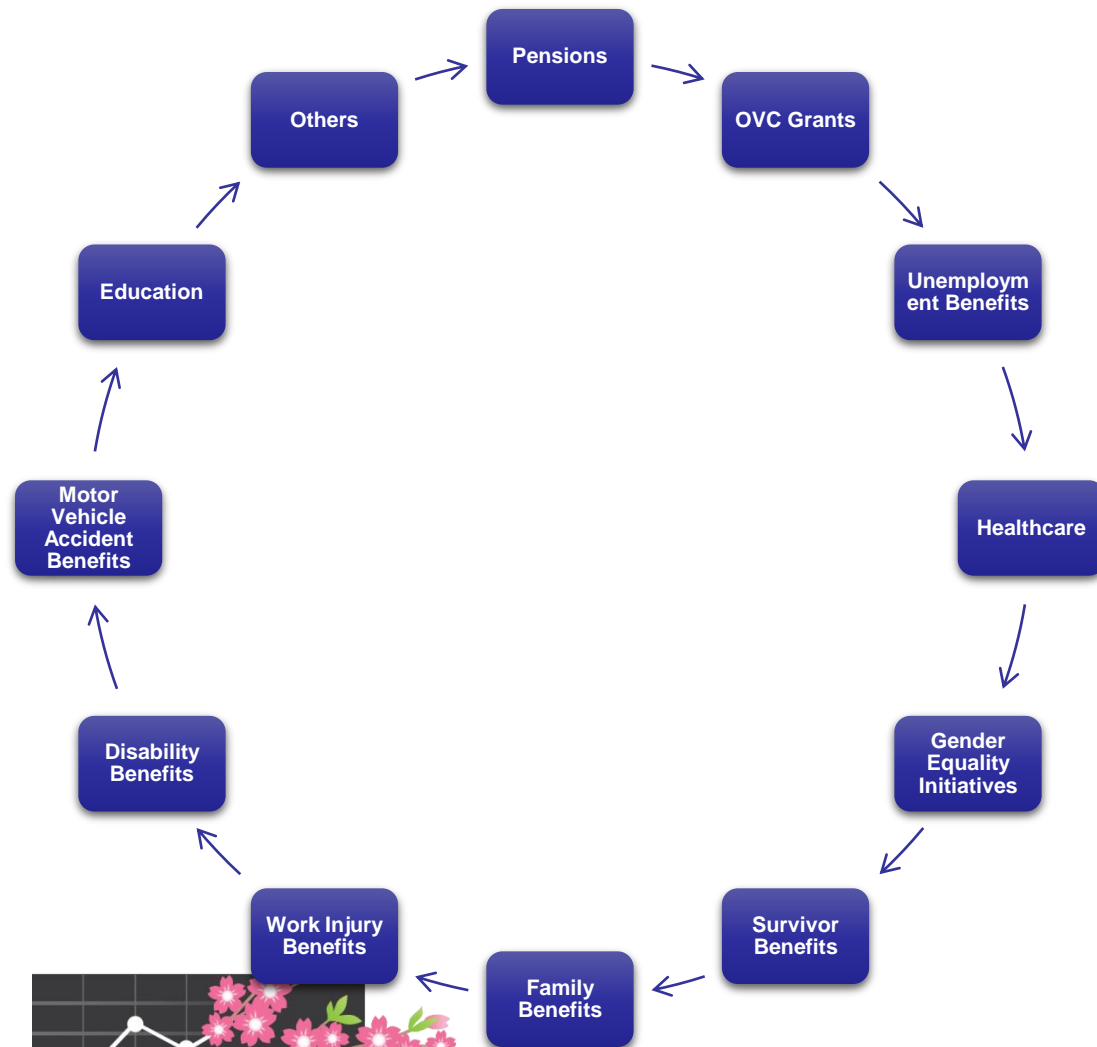 Pensions
OVC Grants
Unemploym
ent Benefits
Healthcare
Gender
Equality
Initiatives
Survivor
Benefits
Family
Benefits
Work Injury
Benefits
Disability
Benefits
Motor
Vehicle
Accident
Benefits
Education
Others